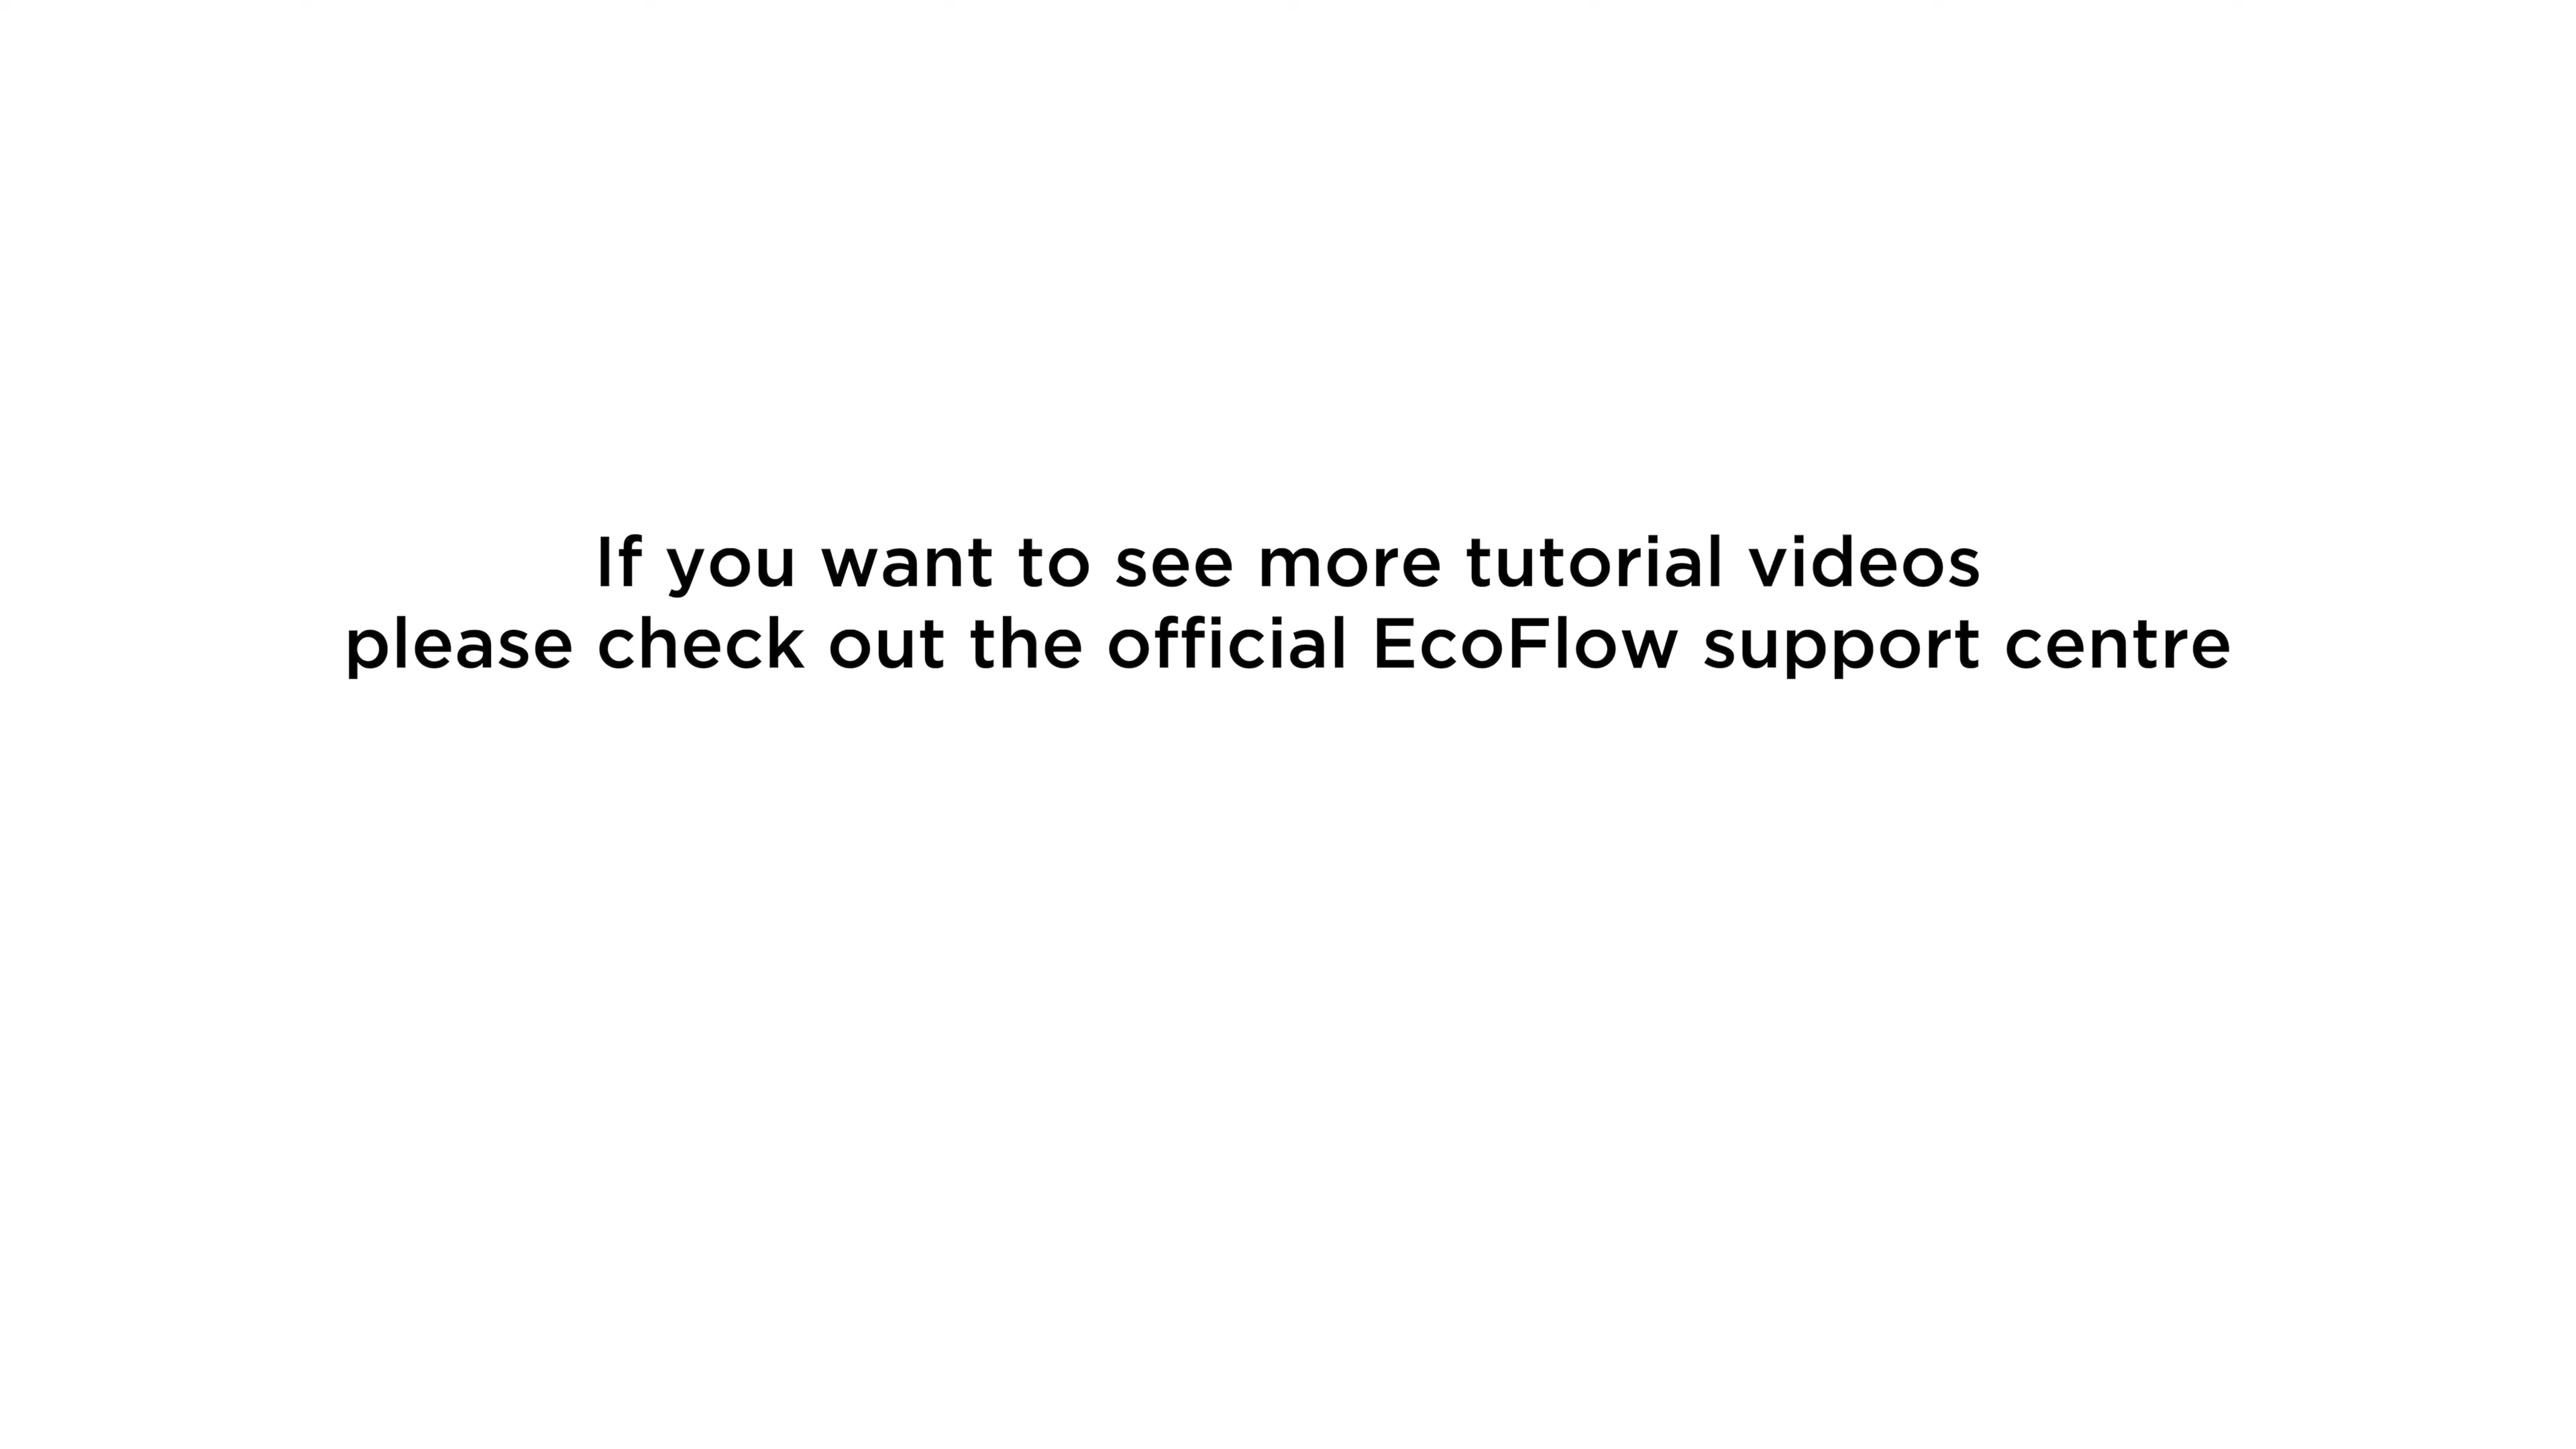 If you want to see more tutorial videos
please check out the official EcoFlow support centre